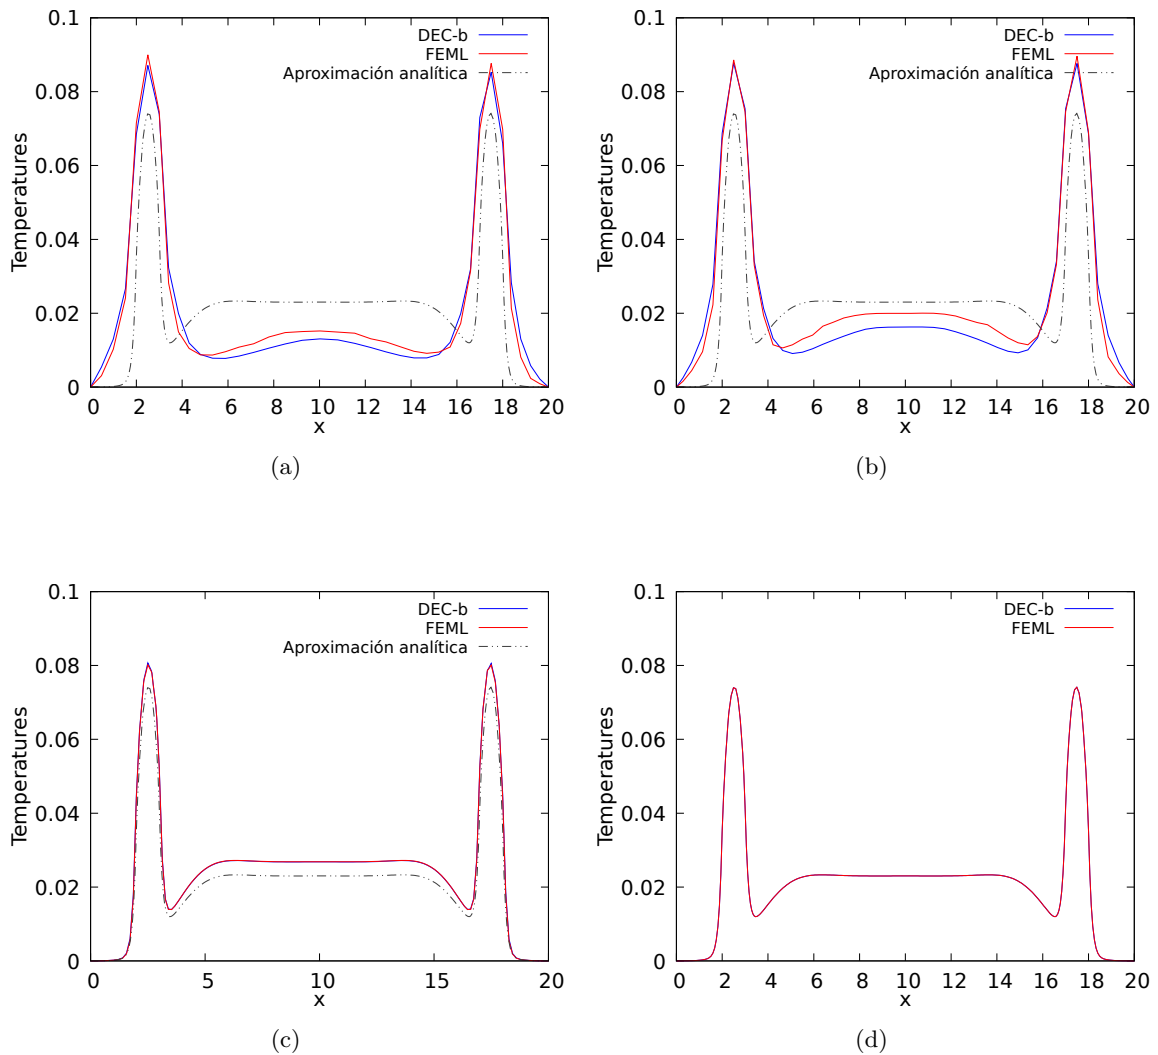 0.1
0.08
0.06
0.04
0.02
0
Temperatures
DEC-b
FEML
Aproximación analítica
0 2 4 6 8 10 12 14 16 18 20
x
(a)
0.1
0.08
0.06
0.04
0.02
0
Temperatures
DEC-b
FEML
Aproximación analítica
0 2 4 6 8 10 12 14 16 18 20
x
(b)
0.1
0.08
0.06
0.04
0.02
0
Temperatures
DEC-b
FEML
Aproximación analítica
0 5 10 15 20
x
(c)
0.1
0.08
0.06
0.04
0.02
0
Temperatures
DEC-b
FEML
0 2 4 6 8 10 12 14 16 18 20
x
(d)